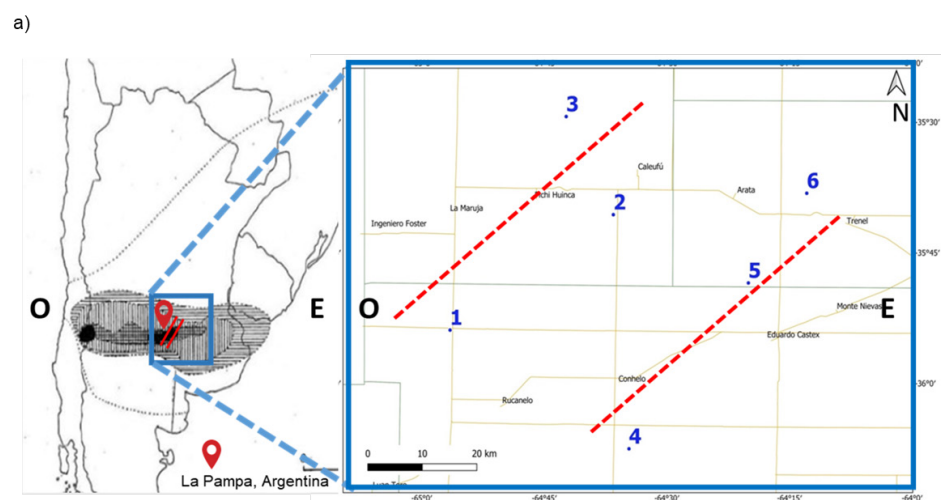 a)
O
E
La Pampa, Argentina
N
35°30'
3
Caleufú
6
Arata
2
La Maruja
Trenel
Ingeniero Foster
35°45'
5
O
E
Monte Nievas
1
Eduardo Castex
Conhelo
36°0'
Rucanelo
4
0 10 20 km
-65°0' -64°45' -64°30' -64°15' -64°0'